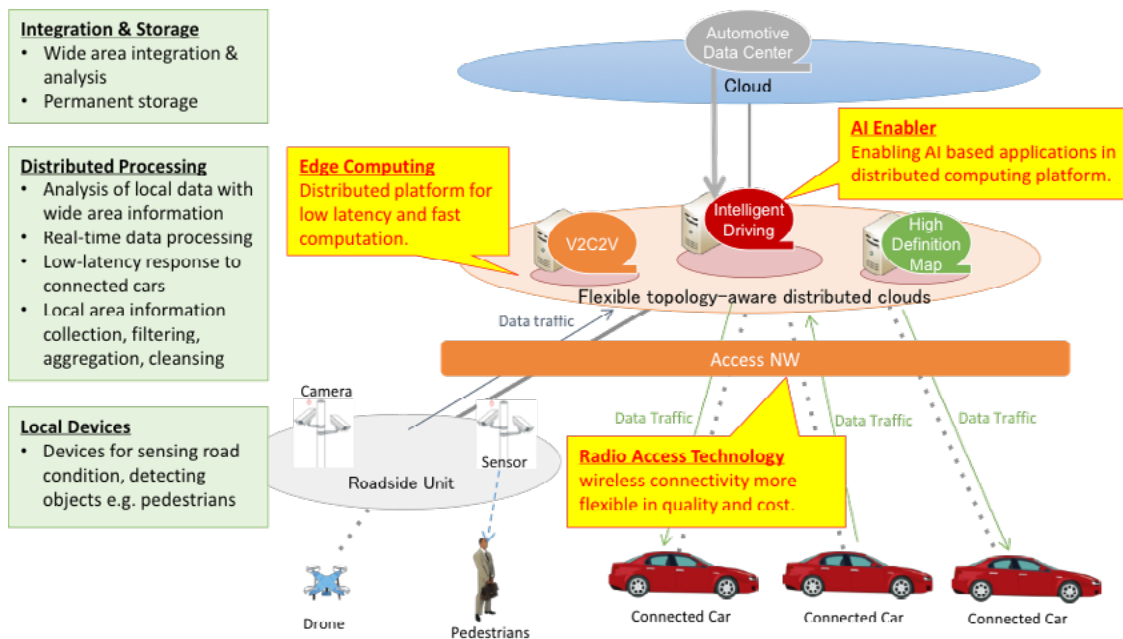 Integration & Storage
• Wide area integration &
analysis
• Permanent storage
Automotive
Data Center
Cloud
Distributed Processing
• Analysis of local data with
wide area information
• Real-time data processing
• Low-latency response to
connected cars
• Local area information
collection, filtering,
aggregation, cleansing
Edge Computing
Distributed platform for
low latency and fast
computation.
AI Enabler
Enabling AI based applications in
distributed computing platform.
V2C2V
Intelligent
Driving
High
Definition
Map
Flexible topology-aware distributed clouds
Data traffic
Access NW
Local Devices
• Devices for sensing road
condition, detecting
objects e.g. pedestrians
Camera
Sensor
Roadside Unit
Data Traffic
Data Traffic
Data Traffic
Radio Access Technology
wireless connectivity more
flexible in quality and cost.
Drone
Pedestrians
Connected Car
Connected Car
Connected Car